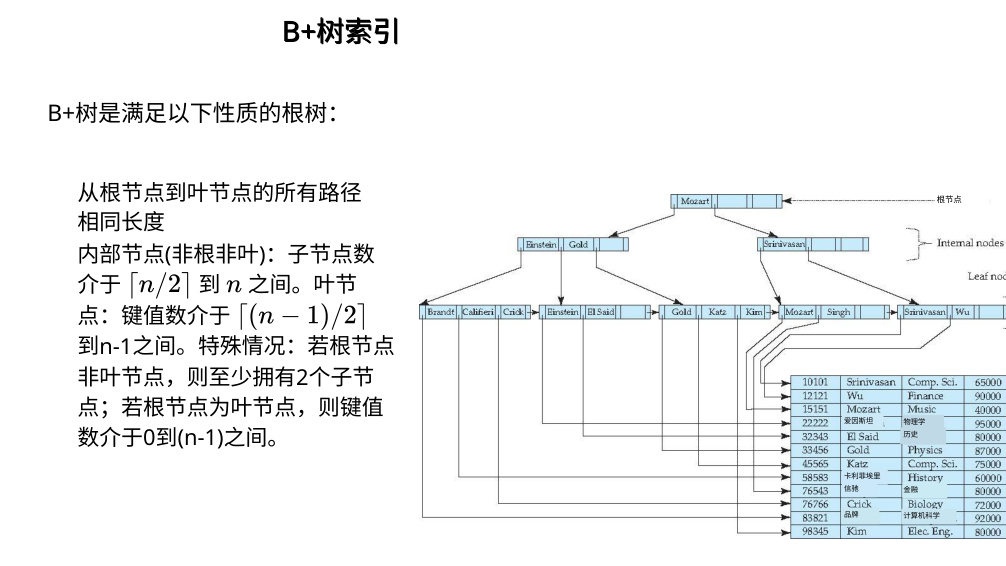 B+树索引
B+树是满足以下性质的根树：
从根节点到叶节点的所有路径
相同长度
内部节点(非根非叶)：子节点数
介于 ⌈n/2⌉ 到 n 之间。叶节
点：键值数介于 ⌈(n − 1)/2⌉
到n-1之间。特殊情况：若根节点
非叶节点，则至少拥有2个子节
点；若根节点为叶节点，则键值
数介于0到(n-1)之间。
Mozart
根节点
Einstein Gold
Srinivasan
Internal nodes
Leaf noc
Brandt Califieri Crick
Einstein El Said
Gold Katz Kim
Mozart Singh
Srinivasan Wu
10101 Srinivasan Comp. Sci. 65000
12121 Wu Finance 90000
15151 Mozart Music 40000
22222 爱因斯坦 物理学 95000
32343 El Said 历史 80000
33456 Gold Physics 87000
45565 Katz Comp. Sci. 75000
58583 卡利菲埃里 History 60000
76543 信驰 金融 80000
76766 Crick Biology 72000
83821 品牌 计算机科学 92000
98345 Kim Elec. Eng. 80000